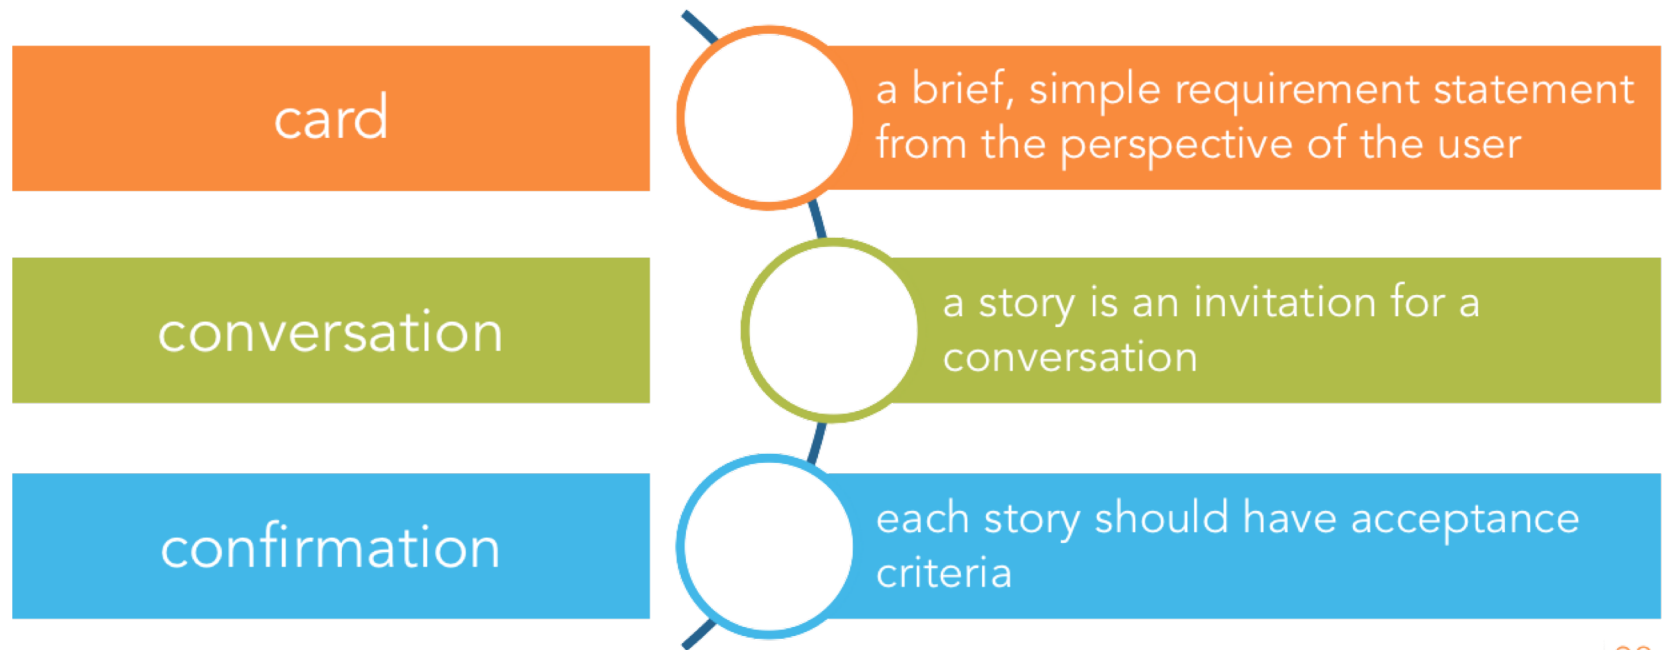 card
a brief, simple requirement statement
from the perspective of the user
conversation
a story is an invitation for a
conversation
confirmation
each story should have acceptance
criteria